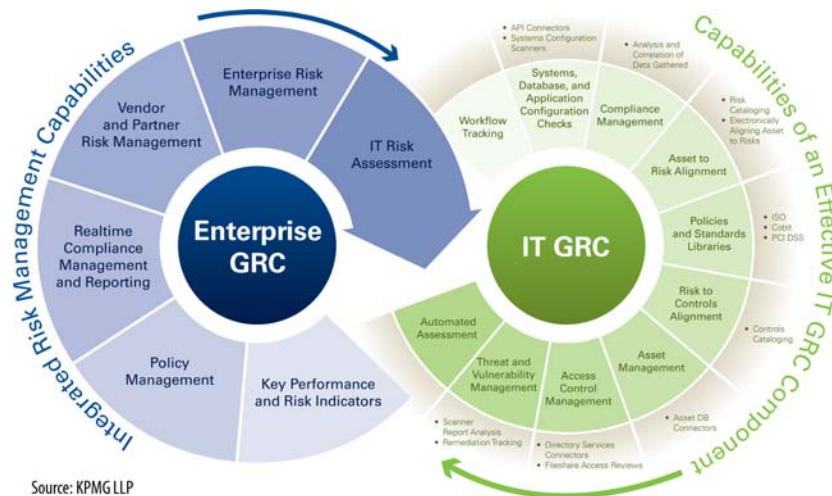 Integrated Risk Management Capabilities
Enterprise Risk
Management
Vendor
and Partner
Risk Management
IT Risk
Assessment
Realtime
Compliance
Management
and Reporting
Enterprise
GRC
Policy
Management
Key Performance
and Risk Indicators
Capabilities of an Effective IT GRC Component
• API Connectors
• Systems Configuration
Scanners
• Analysis and
Correlation of
Data Gathered
Workflow
Tracking
Systems,
Database, and
Application
Configuration
Checks
Compliance
Management
• Risk
Cataloging
• Electronically
Aligning Asset
to Risks
Asset to
Risk Alignment
IT GRC
Policies
and Standards
Libraries
• ISO
• Cobit
• PCI DSS
Risk to
Controls
Alignment
• Controls
Cataloging
Asset
Management
• Asset DB
Connectors
Access
Control
Management
• Directory Services
Connectors
• Fileshare Access Reviews
Threat and
Vulnerability
Management
• Scanner
Report Analysis
• Remediation Tracking
Automated
Assessment
Source: KPMG LLP